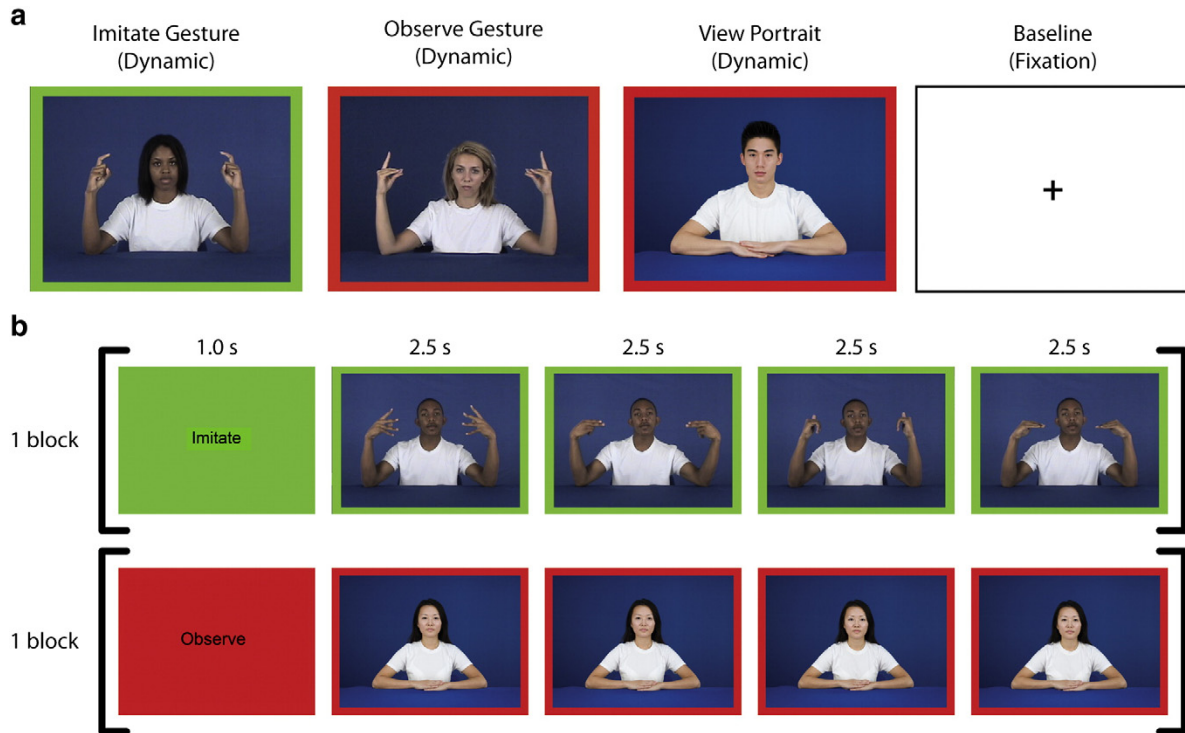 a
Imitate Gesture
(Dynamic)
Observe Gesture
(Dynamic)
View Portrait
(Dynamic)
Baseline
(Fixation)
+
b
1.0 s
2.5 s
2.5 s
2.5 s
2.5 s
1 block
Imitate
1 block
Observe